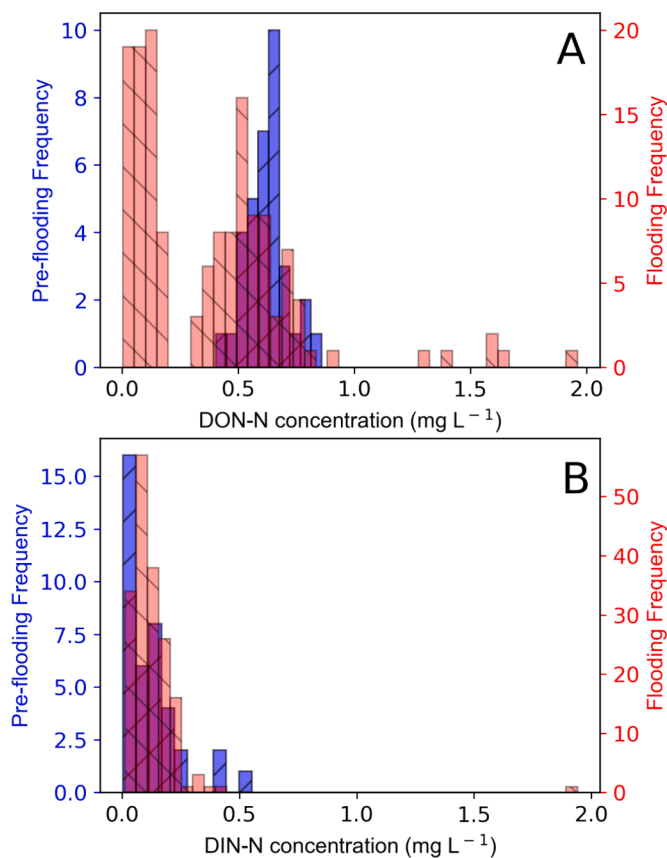 A
10
8
6
4
2
0
Pre-flooding Frequency
20
15
10
5
0
Flooding Frequency
0.0 0.5 1.0 1.5 2.0
DON-N concentration (mg L⁻¹)
B
15.0
12.5
10.0
7.5
5.0
2.5
0.0
Pre-flooding Frequency
50
40
30
20
10
0
Flooding Frequency
0.0 0.5 1.0 1.5 2.0
DIN-N concentration (mg L⁻¹)